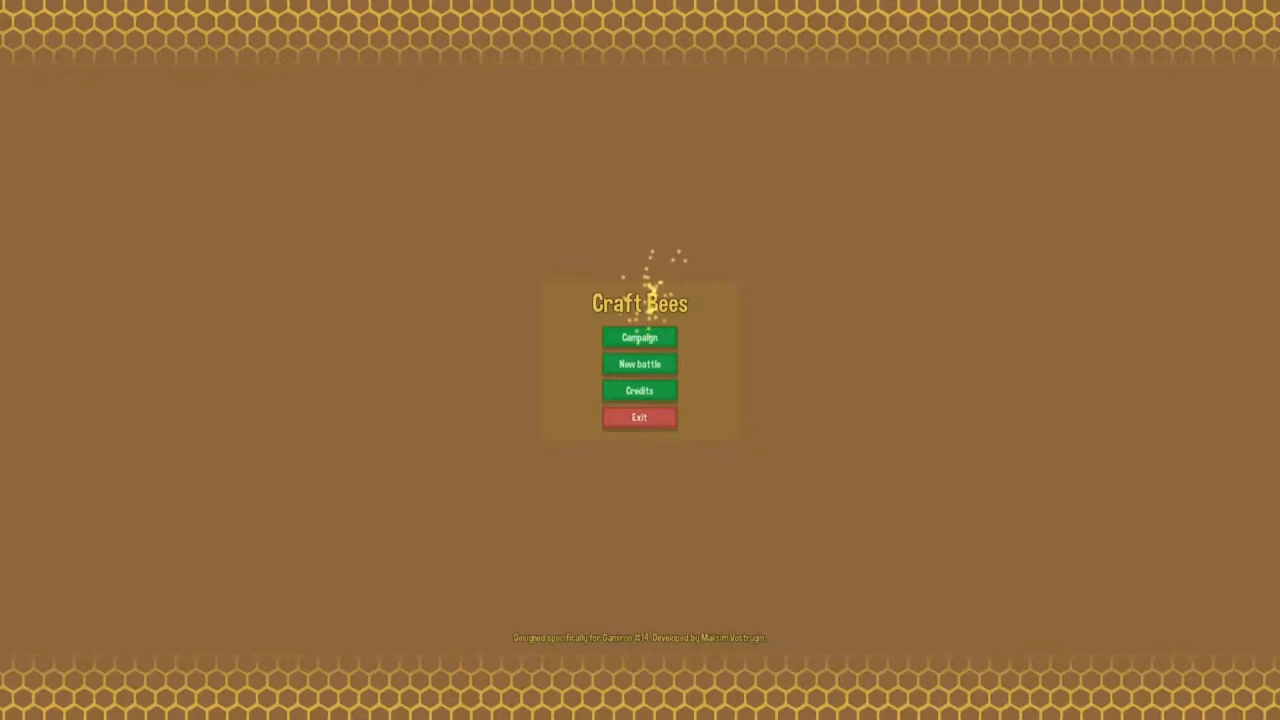 Craft Bees
Campaign
New battle
Credits
Exit
Designed specifically for Gamiron #14. Developed by Maksim Vostrugin.